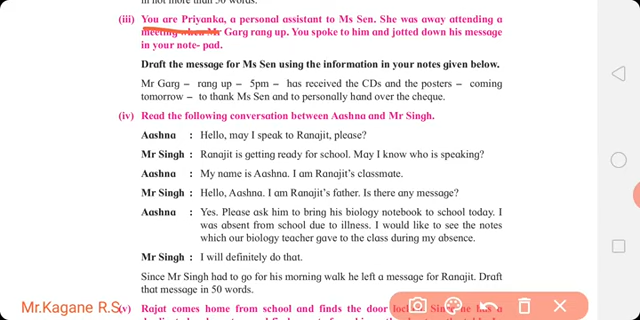 in not more than 50 words.
(iii) You are Priyanka, a personal assistant to Ms Sen. She was away attending a
meeting when Mr Garg rang up. You spoke to him and jotted down his message
in your note- pad.
Draft the message for Ms Sen using the information in your notes given below.
Mr Garg – rang up – 5pm – has received the CDs and the posters – coming
tomorrow – to thank Ms Sen and to personally hand over the cheque.
(iv) Read the following conversation between Aashna and Mr Singh.
Aashna : Hello, may I speak to Ranajit, please?
Mr Singh : Ranajit is getting ready for school. May I know who is speaking?
Aashna : My name is Aashna. I am Ranajit's classmate.
Mr Singh : Hello, Aashna. I am Ranajit's father. Is there any message?
Aashna : Yes. Please ask him to bring his biology notebook to school today. I
was absent from school due to illness. I would like to see the notes
which our biology teacher gave to the class during my absence.
Mr Singh : I will definitely do that.
Since Mr Singh had to go for his morning walk he left a message for Ranajit. Draft
that message in 50 words.
Mr.Kagane R.S.
(v) Rajat comes home from school and finds the door